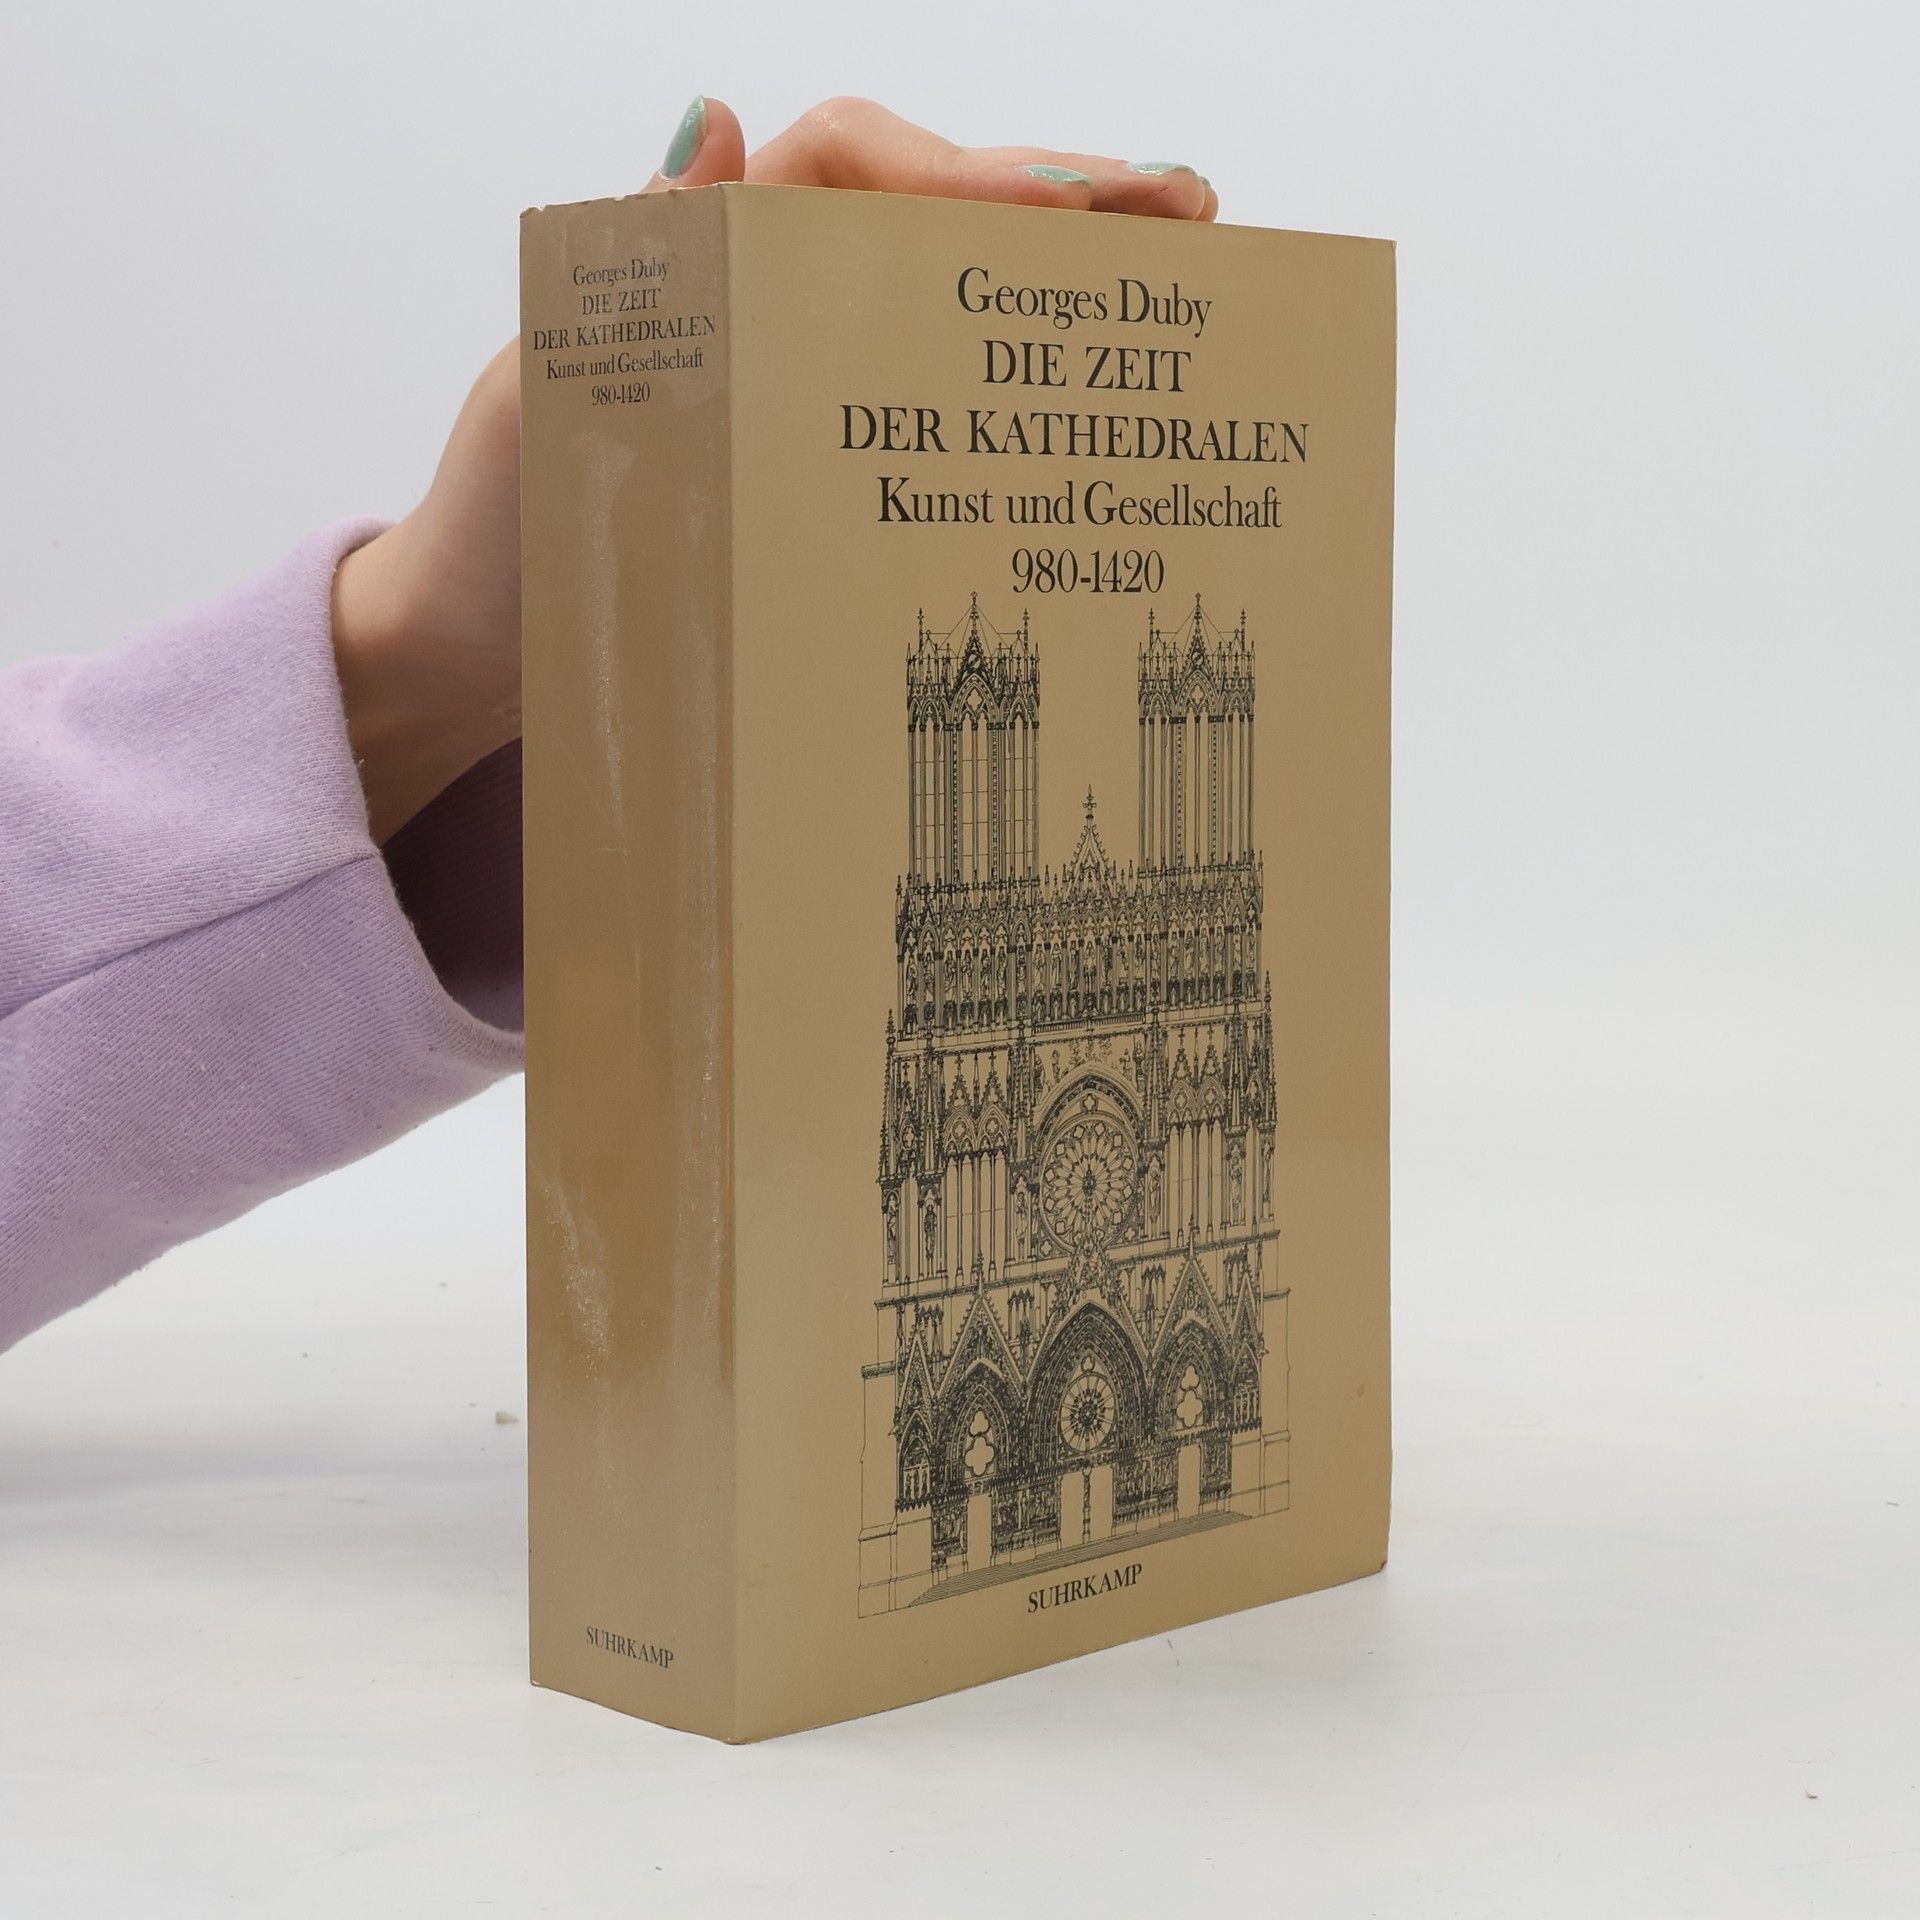 Georges Duby
DIE ZEIT
DER KATHEDRALEN
Kunst und Gesellschaft
980-1420
SUHRKAMP
Georges Duby
DIE ZEIT
DER KATHEDRALEN
Kunst und Gesellschaft
980-1420
SUHRKAMP